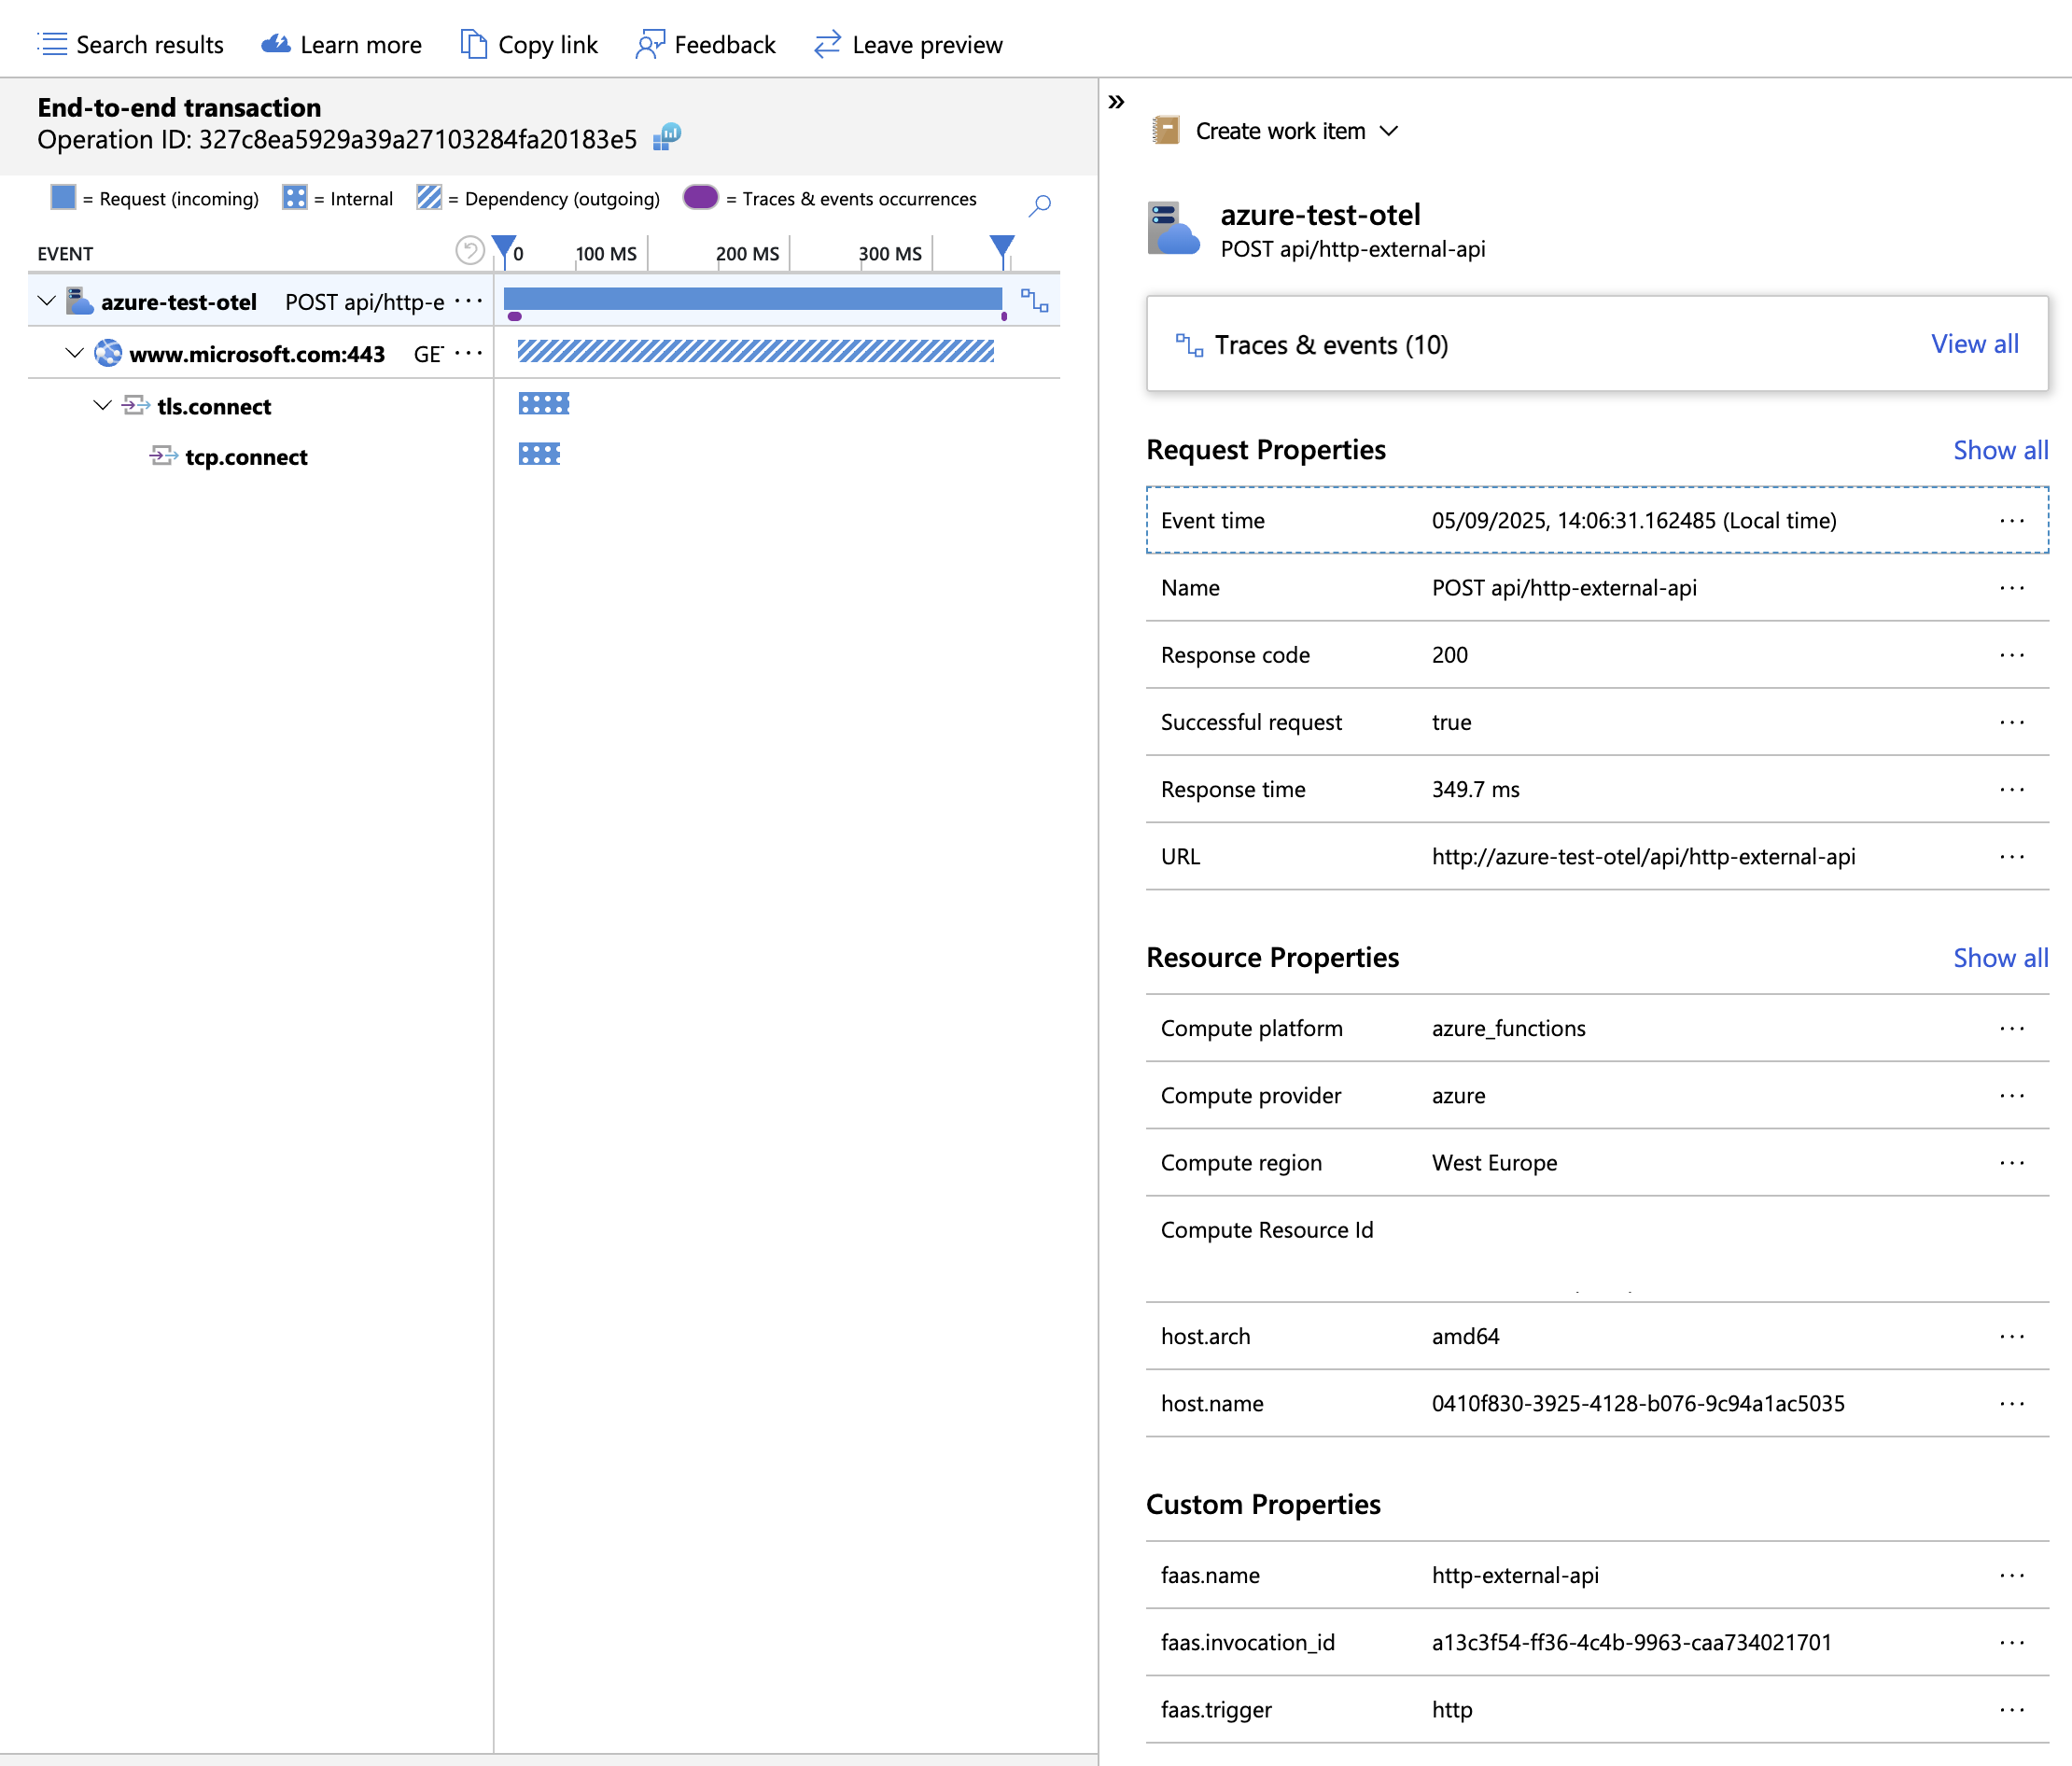 Search results Learn more Copy link Feedback Leave preview
End-to-end transaction
Operation ID: 327c8ea5929a39a27103284fa20183e5
= Request (incoming) = Internal = Dependency (outgoing) = Traces & events occurrences
EVENT 0 100 MS 200 MS 300 MS
azure-test-otel POST api/http-e ···
www.microsoft.com:443 GET ···
tls.connect
tcp.connect
Create work item
azure-test-otel
POST api/http-external-api
Traces & events (10) View all
Request Properties Show all
Event time 05/09/2025, 14:06:31.162485 (Local time) ···
Name POST api/http-external-api ···
Response code 200 ···
Successful request true ···
Response time 349.7 ms ···
URL http://azure-test-otel/api/http-external-api ···
Resource Properties Show all
Compute platform azure_functions ···
Compute provider azure ···
Compute region West Europe ···
Compute Resource Id
host.arch amd64 ···
host.name 0410f830-3925-4128-b076-9c94a1ac5035 ···
Custom Properties
faas.name http-external-api ···
faas.invocation_id a13c3f54-ff36-4c4b-9963-caa734021701 ···
faas.trigger http ···